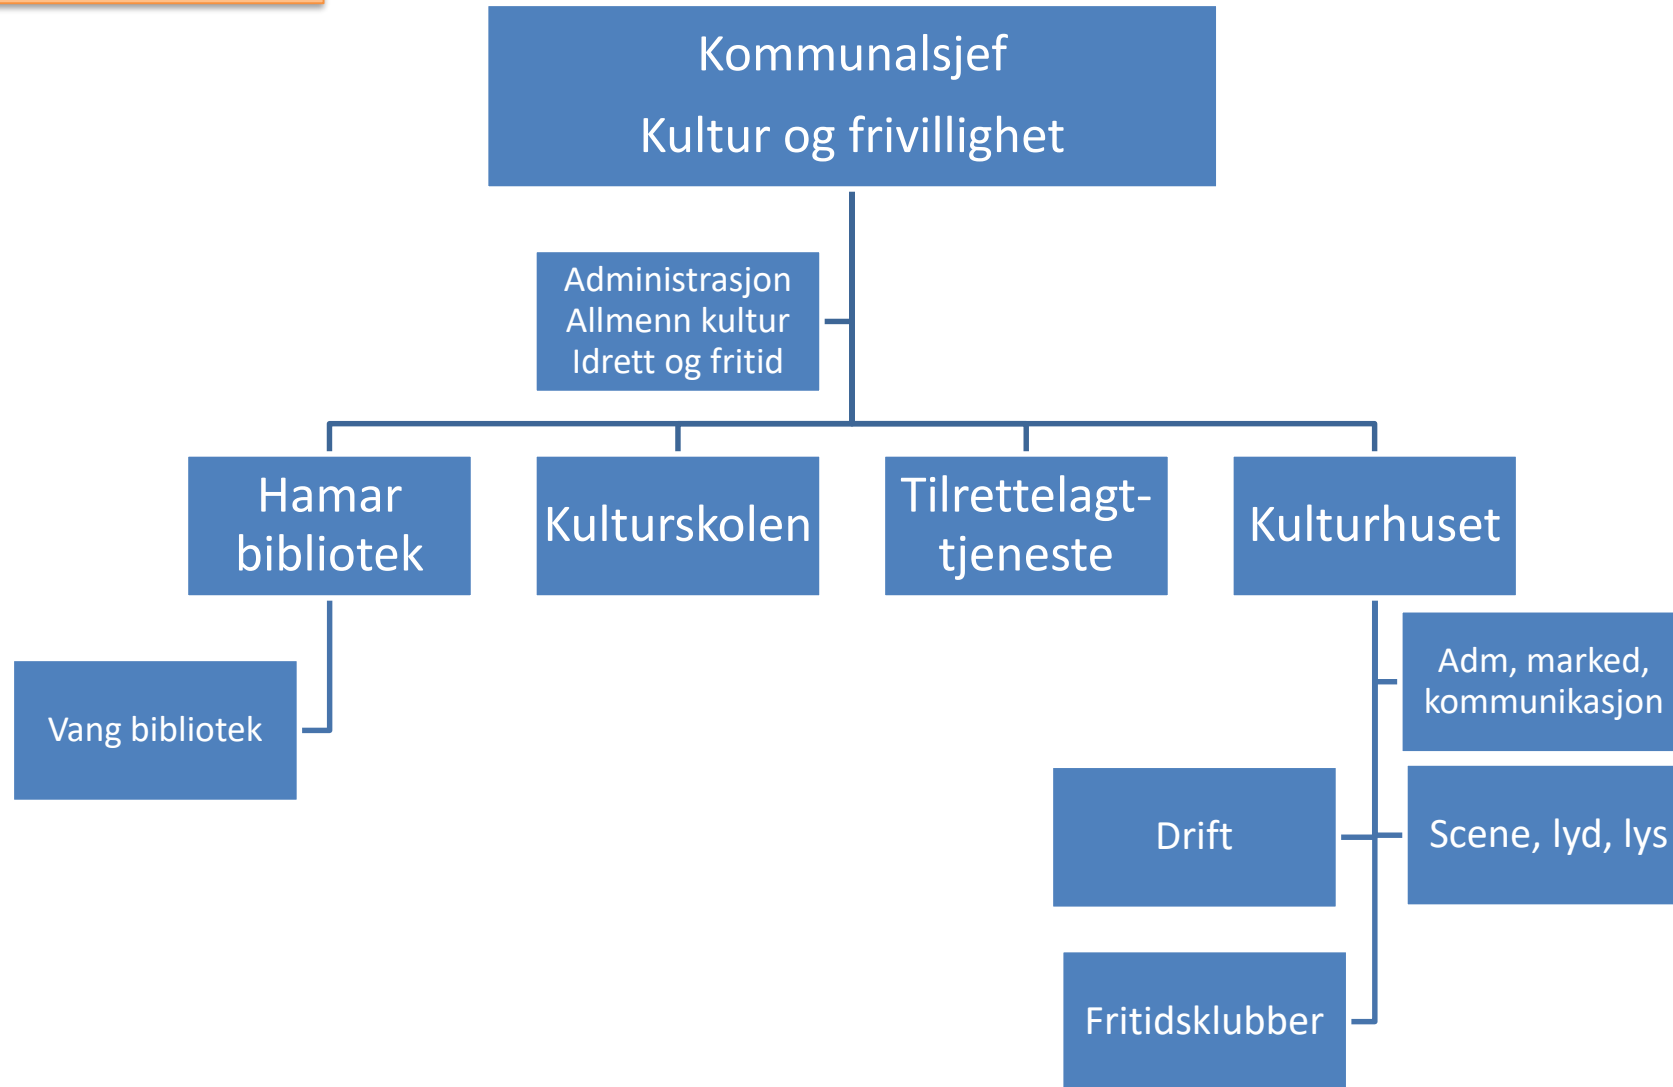 Kommunalsjef
Kultur og frivillighet
Administrasjon
Allmenn kultur
Idrett og fritid
Hamar
bibliotek
Kulturskolen
Tilrettelagt-
tjeneste
Kulturhuset
Vang bibliotek
Adm, marked,
kommunikasjon
Drift
Scene, lyd, lys
Fritidsklubber